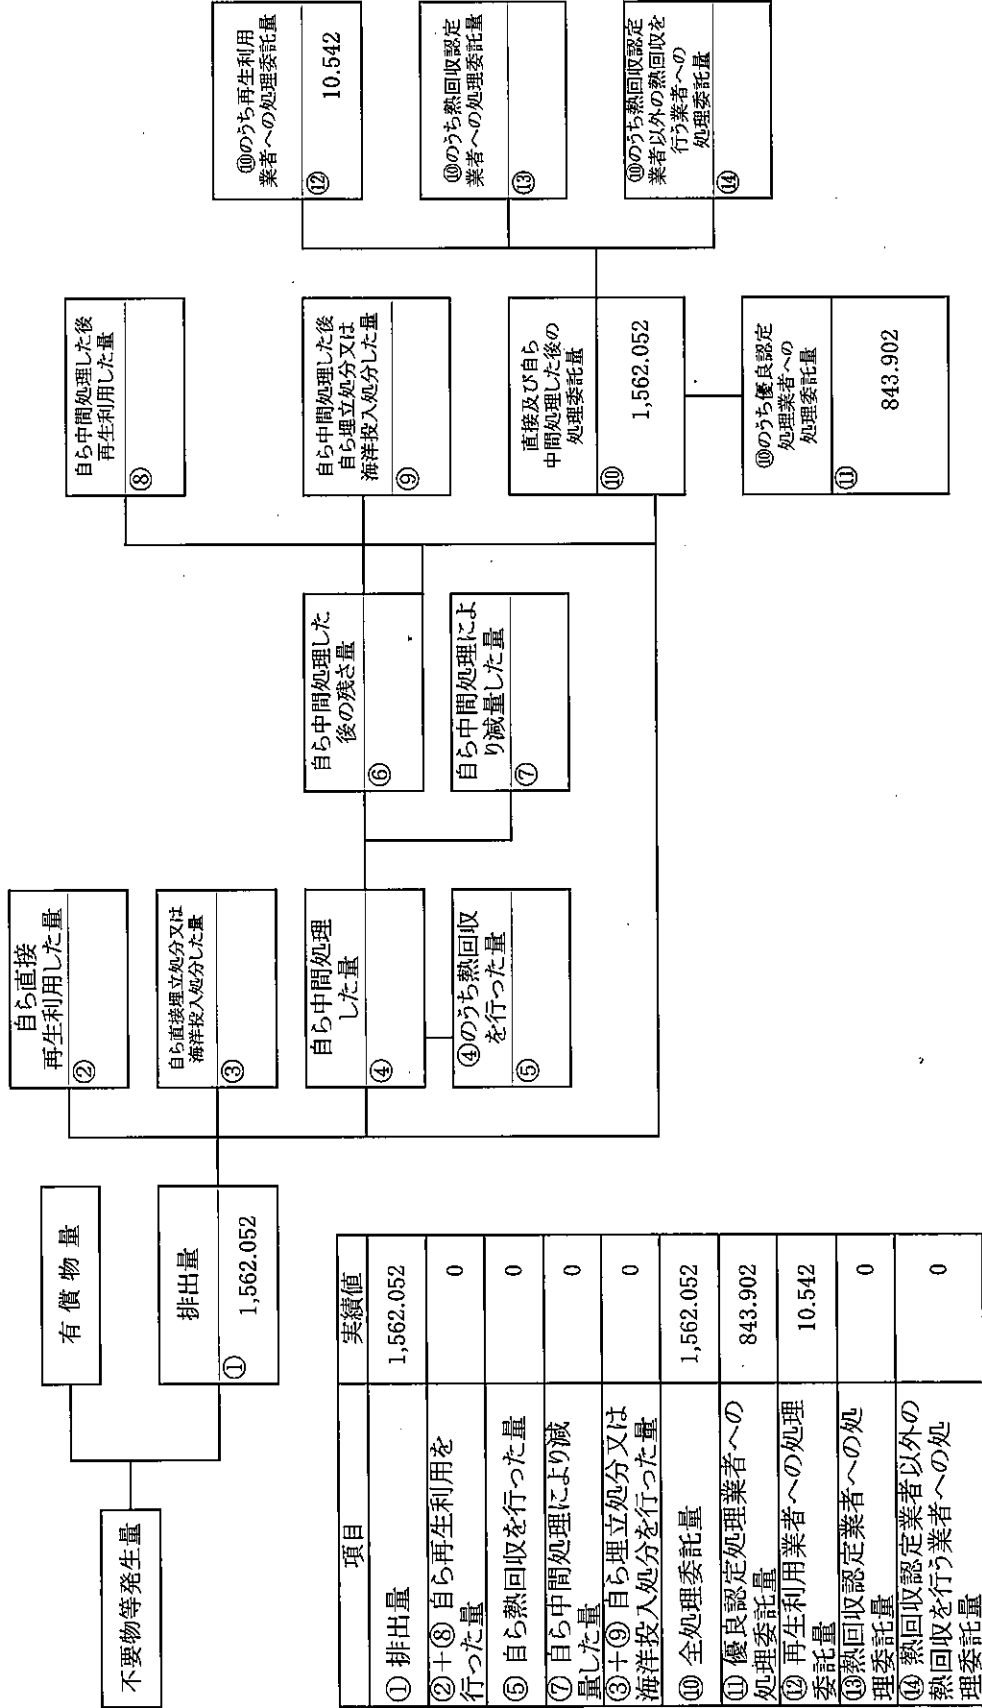 不要物等発生量
有償物量
排出量
①
1,562.052
自ら直接
再生利用した量
②
自ら直接埋立処分又は
海洋投入処分した量
③
自ら中間処理
した量
④
④のうち熱回収
を行った量
⑤
自ら中間処理した
後の残さ量
⑥
自ら中間処理によ
り減量した量
⑦
自ら中間処理した後
再生利用した量
⑧
自ら中間処理した後
自ら埋立処分又は
海洋投入処分した量
⑨
直接及び自ら
中間処理した後の
処理委託量
⑩
1,562.052
⑩のうち優良認定
処理業者への
処理委託量
⑪
843.902
⑩のうち再生利用
業者への処理委託量
⑫
10.542
⑩のうち熱回収認定
業者への処理委託量
⑬
⑩のうち熱回収認定
業者以外の熱回収を
行う業者への
処理委託量
⑭
項目 実績値
① 排出量 1,562.052
②+⑧ 自ら再生利用を
行った量 0
⑤ 自ら熱回収を行った量 0
⑦ 自ら中間処理により減
量した量 0
③+⑨ 自ら埋立処分又は
海洋投入処分を行った量 0
⑩ 全処理委託量 1,562.052
⑪ 優良認定処理業者への
処理委託量 843.902
⑫ 再生利用業者への処理
委託量 10.542
⑬熱回収認定業者への処
理委託量 0
⑭ 熱回収認定業者以外の
熱回収を行う業者への処
理委託量 0